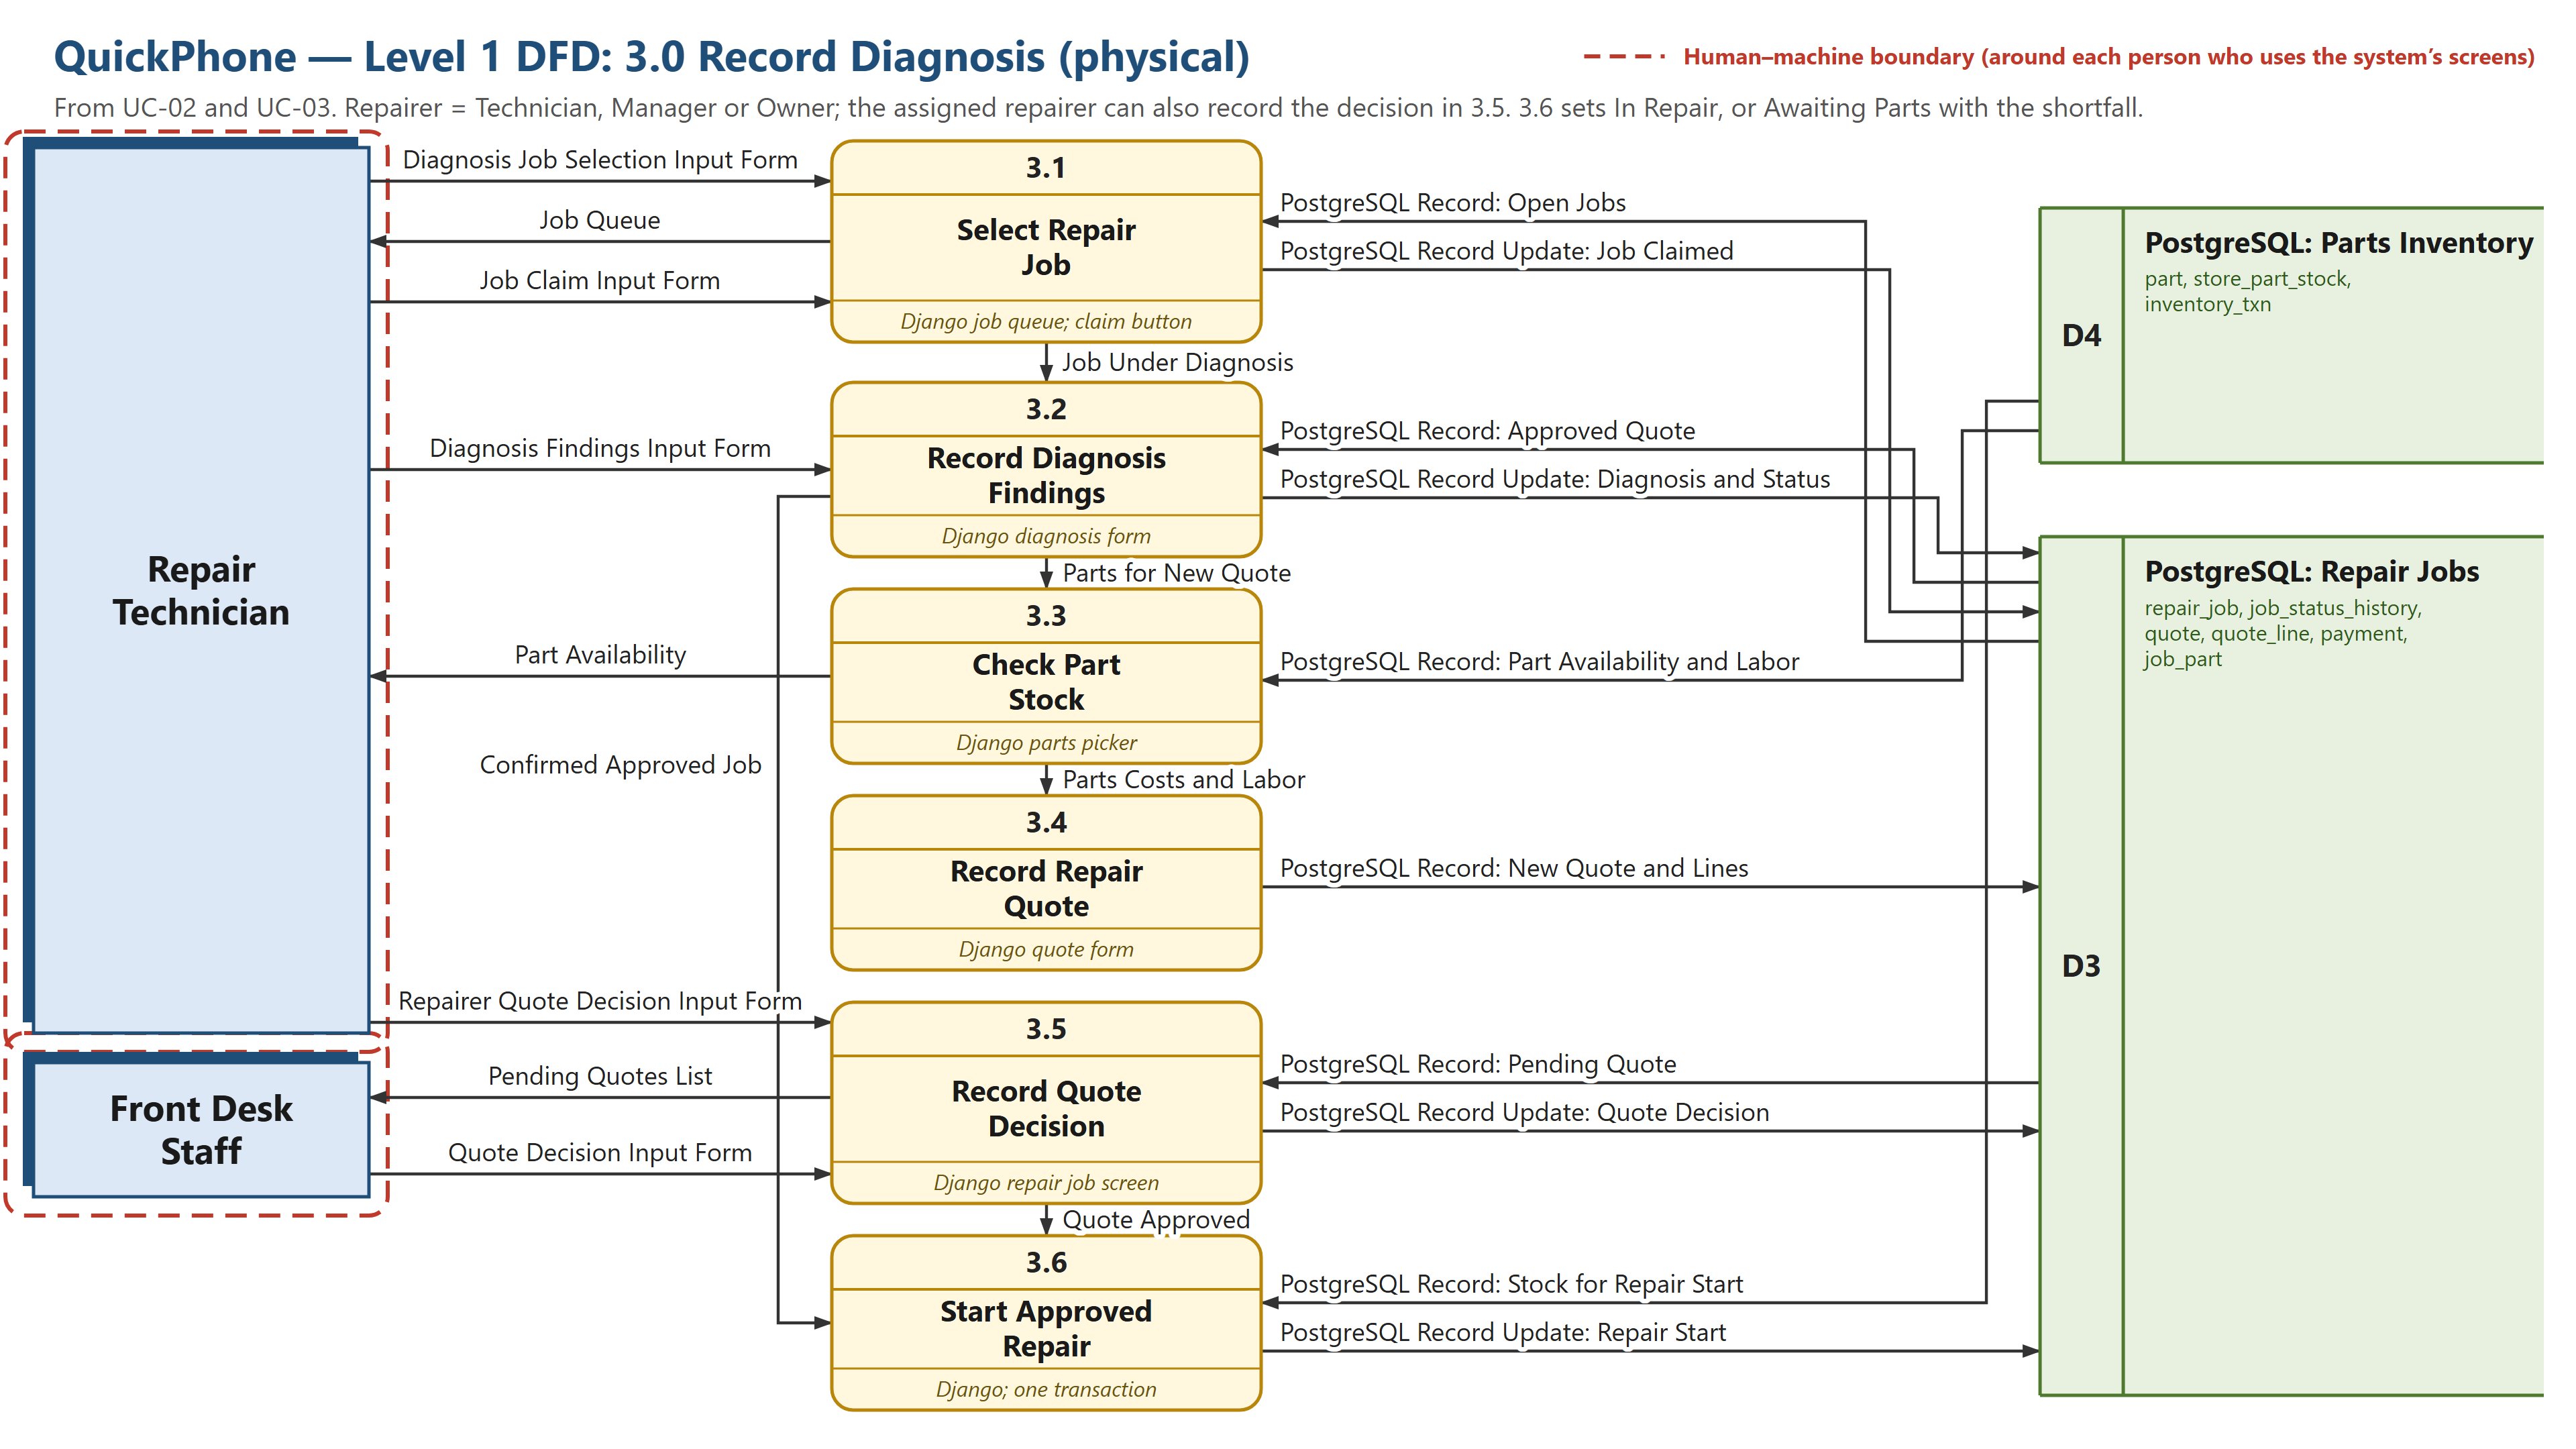 QuickPhone — Level 1 DFD: 3.0 Record Diagnosis (physical)
Human–machine boundary (around each person who uses the system’s screens)
From UC-02 and UC-03. Repairer = Technician, Manager or Owner; the assigned repairer can also record the decision in 3.5. 3.6 sets In Repair, or Awaiting Parts with the shortfall.
Repair
Technician
Front Desk
Staff
Diagnosis Job Selection Input Form
Job Queue
Job Claim Input Form
Diagnosis Findings Input Form
Part Availability
Confirmed Approved Job
Repairer Quote Decision Input Form
Pending Quotes List
Quote Decision Input Form
3.1
Select Repair
Job
Django job queue; claim button
Job Under Diagnosis
3.2
Record Diagnosis
Findings
Django diagnosis form
Parts for New Quote
3.3
Check Part
Stock
Django parts picker
Parts Costs and Labor
3.4
Record Repair
Quote
Django quote form
3.5
Record Quote
Decision
Django repair job screen
Quote Approved
3.6
Start Approved
Repair
Django; one transaction
PostgreSQL Record: Open Jobs
PostgreSQL Record Update: Job Claimed
PostgreSQL Record: Approved Quote
PostgreSQL Record Update: Diagnosis and Status
PostgreSQL Record: Part Availability and Labor
PostgreSQL Record: New Quote and Lines
PostgreSQL Record: Pending Quote
PostgreSQL Record Update: Quote Decision
PostgreSQL Record: Stock for Repair Start
PostgreSQL Record Update: Repair Start
D4
PostgreSQL: Parts Inventory
part, store_part_stock,
inventory_txn
D3
PostgreSQL: Repair Jobs
repair_job, job_status_history,
quote, quote_line, payment,
job_part